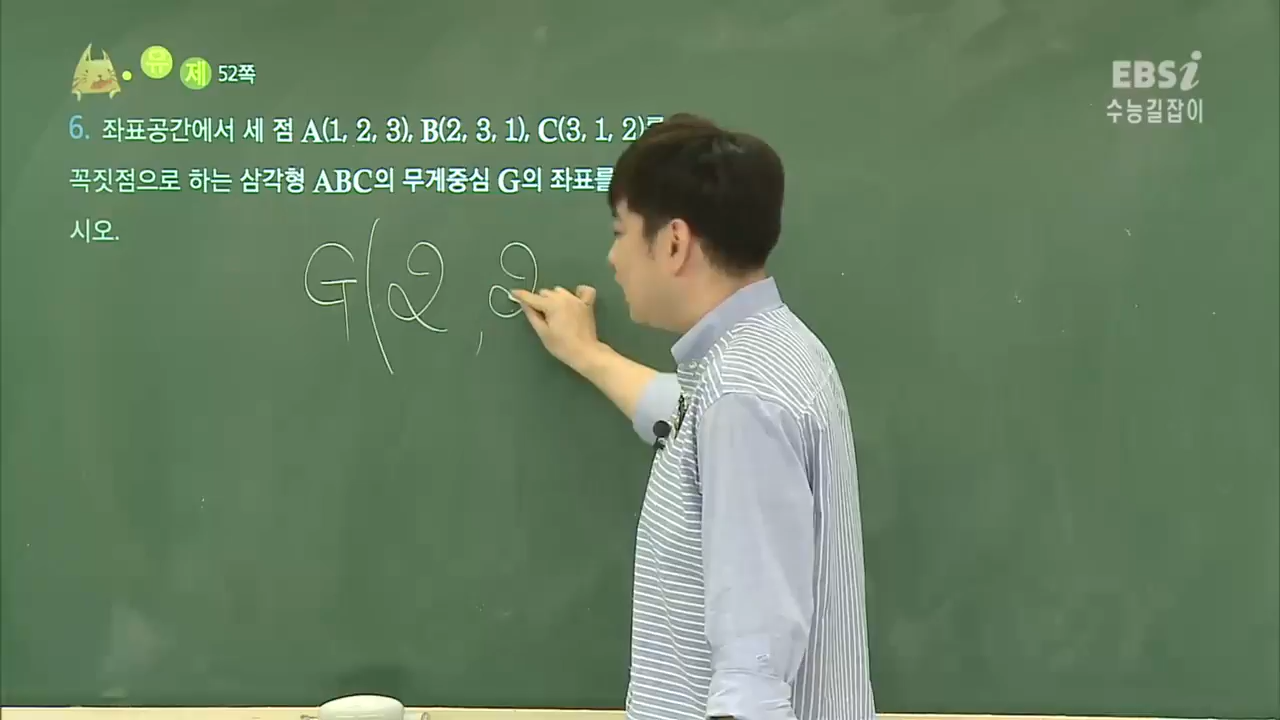 유제 52쪽
EBSi
수능길잡이
6. 좌표공간에서 세 점 A(1, 2, 3), B(2, 3, 1), C(3, 1, 2)를
꼭짓점으로 하는 삼각형 ABC의 무게중심 G의 좌표를
시오.
G(2, 2